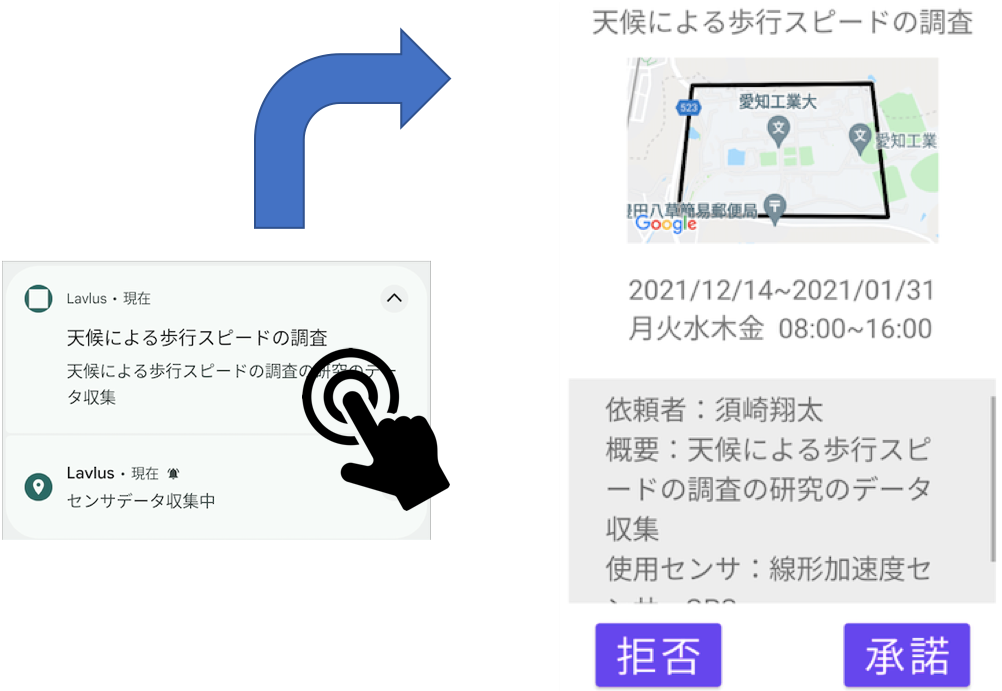 天候による歩行スピードの調査
523
愛知工業大
愛知工業
豊田八草簡易郵便局
Google
2021/12/14~2021/01/31
月火水木金 08:00~16:00
依頼者：須崎翔太
概要：天候による歩行スピ
ードの調査の研究のデータ
収集
使用センサ：線形加速度セ
拒否
承諾
Lavlus・現在
天候による歩行スピードの調査
天候による歩行スピードの調査の研究のデー
タ収集
Lavlus・現在
センサデータ収集中